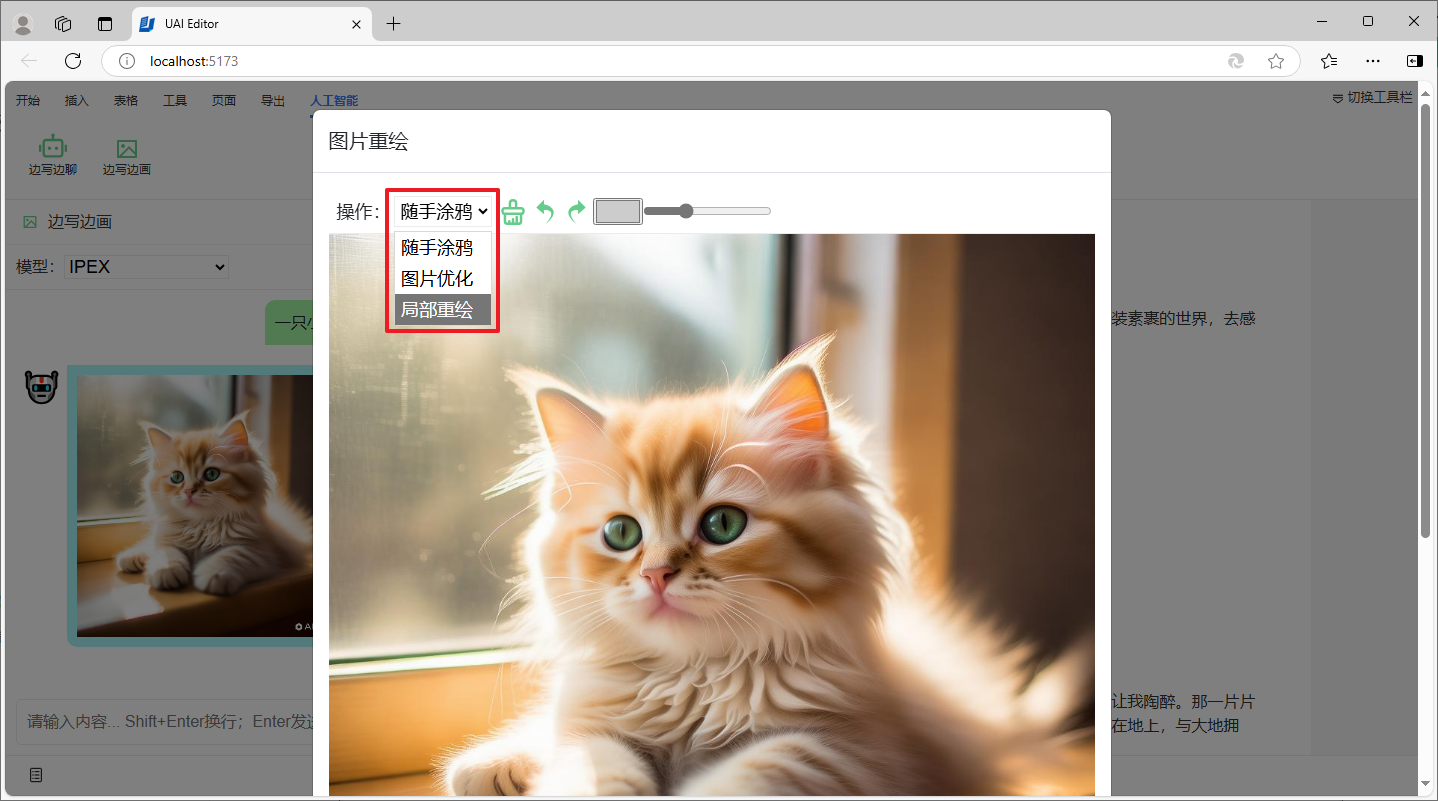 UAI Editor
localhost:5173
开始 插入 表格 工具 页面 导出 人工智能
切换工具栏
边写边聊 边写边画
边写边画
模型： IPEX
一只小
图片重绘
操作： 随手涂鸦
随手涂鸦
图片优化
局部重绘
装素裹的世界，去感
让我陶醉。那一片片
在地上，与大地拥
请输入内容... Shift+Enter换行；Enter发送